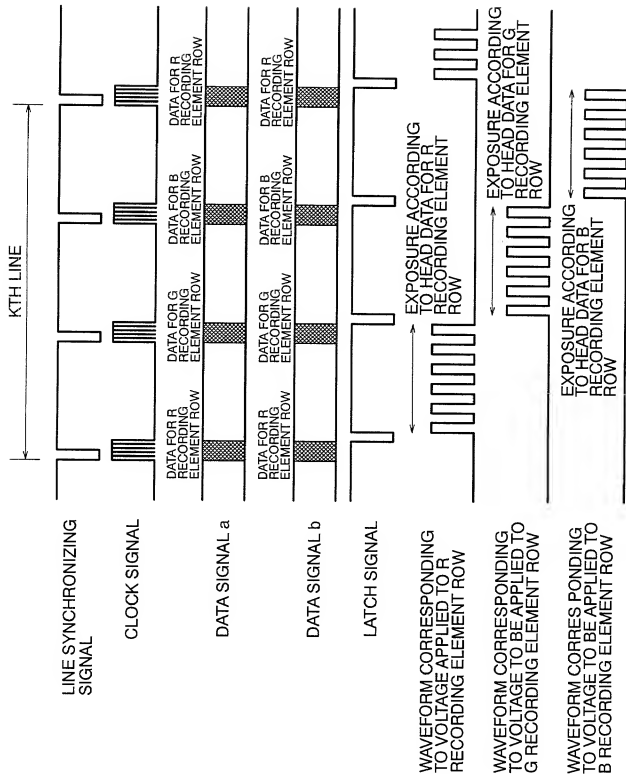 KTH LINE
LINE SYNCHRONIZING
SIGNAL
CLOCK SIGNAL
DATA FOR R
RECORDING
ELEMENT ROW
DATA FOR G
RECORDING
ELEMENT ROW
DATA FOR B
RECORDING
ELEMENT ROW
DATA FOR R
RECORDING
ELEMENT ROW
DATA SIGNAL a
DATA FOR R
RECORDING
ELEMENT ROW
DATA FOR G
RECORDING
ELEMENT ROW
DATA FOR B
RECORDING
ELEMENT ROW
DATA FOR R
RECORDING
ELEMENT ROW
DATA SIGNAL b
LATCH SIGNAL
EXPOSURE ACCORDING
TO HEAD DATA FOR R
RECORDING ELEMENT
ROW
WAVEFORM CORRESPONDING
TO VOLTAGE APPLIED TO R
RECORDING ELEMENT ROW
EXPOSURE ACCORDING
TO HEAD DATA FOR G
RECORDING ELEMENT
ROW
WAVEFORM CORRESPONDING
TO VOLTAGE TO BE APPLIED TO
G RECORDING ELEMENT ROW
EXPOSURE ACCORDING
TO HEAD DATA FOR B
RECORDING ELEMENT
ROW
WAVEFORM CORRES PONDING
TO VOLTAGE TO BE APPLIED TO
B RECORDING ELEMENT ROW